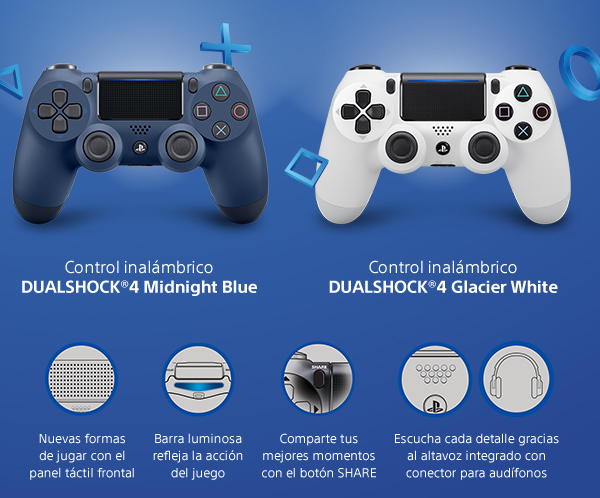 Control inalámbrico
DUALSHOCK®4 Midnight Blue
Control inalámbrico
DUALSHOCK®4 Glacier White
SHARE
Nuevas formas
de jugar con el
panel táctil frontal
Barra luminosa
refleja la acción
del juego
Comparte tus
mejores momentos
con el botón SHARE
Escucha cada detalle gracias
al altavoz integrado con
conector para audífonos